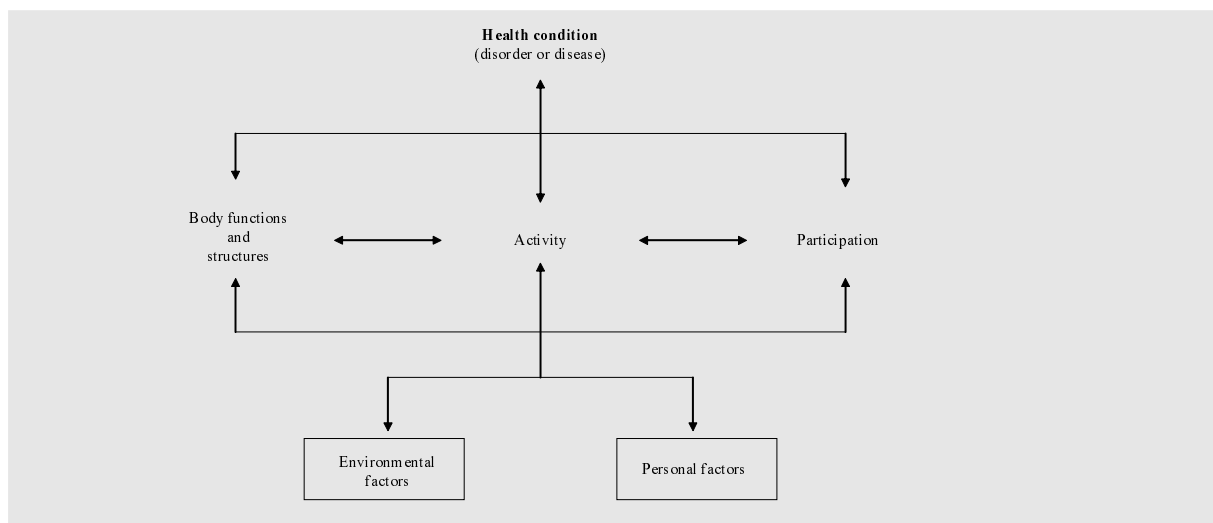 Health condition
(disorder or disease)
Body functions
and
structures
Activity
Participation
Environmental
factors
Personal factors